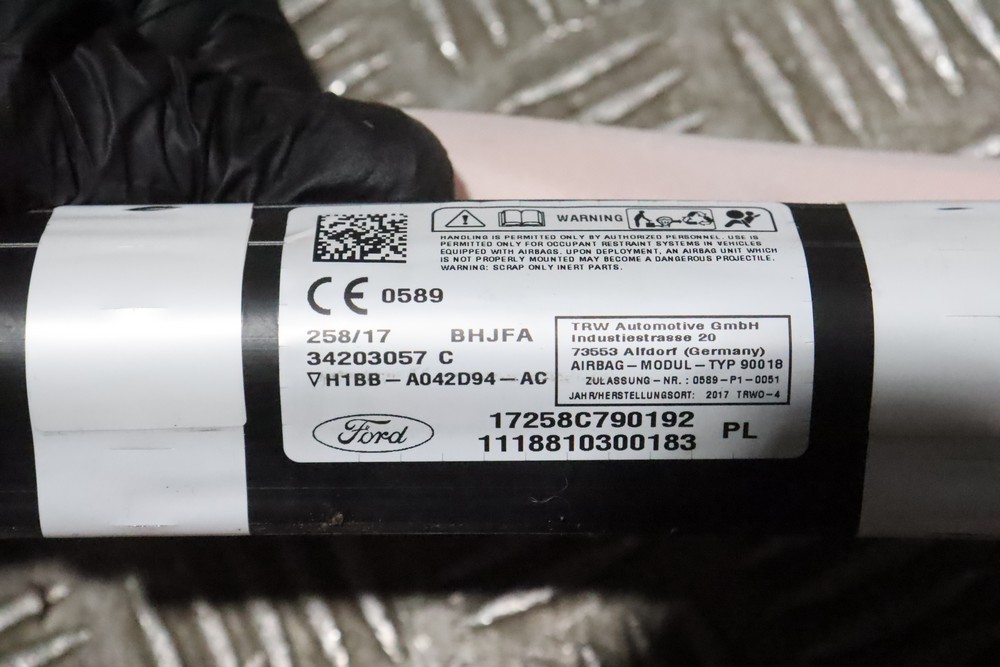 WARNING
HANDLING IS PERMITTED ONLY BY AUTHORIZED PERSONNEL. USE IS
PERMITTED ONLY FOR OCCUPANT RESTRAINT SYSTEMS IN VEHICLES
EQUIPPED WITH AIRBAGS. UPON DEPLOYMENT, AN AIRBAG UNIT WHICH
IS NOT PROPERLY MOUNTED MAY BECOME A DANGEROUS PROJECTILE.
WARNING: SCRAP ONLY INERT PARTS.
CE 0589
258/17 BHJFA
34203057 C
▽H1BB-A042D94-AC
TRW Automotive GmbH
Industiestrasse 20
73553 Alfdorf (Germany)
AIRBAG-MODUL-TYP 90018
ZULASSUNG-NR.: 0589-P1-0051
JAHR/HERSTELLUNGSORT: 2017 TRWO-4
Ford
17258C790192
1118810300183
PL